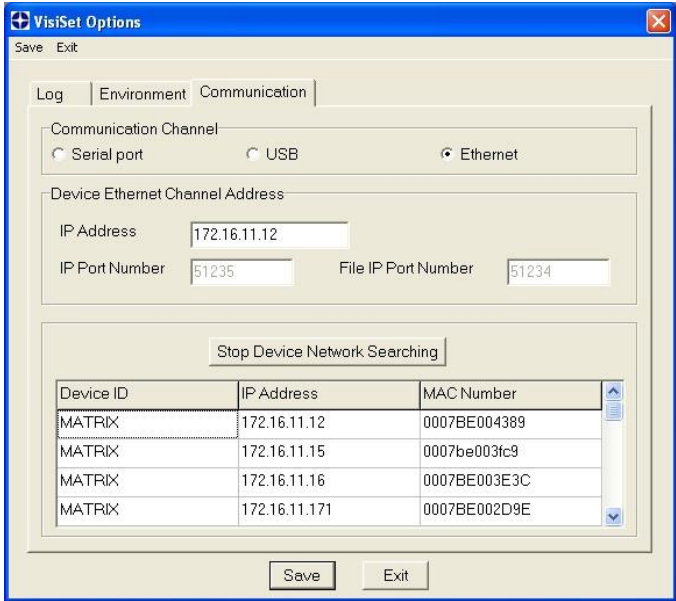 VisiSet Options
Save Exit
Log Environment Communication
Communication Channel
Serial port USB Ethernet
Device Ethernet Channel Address
IP Address 172.16.11.12
IP Port Number 51235 File IP Port Number 51234
Stop Device Network Searching
Device ID IP Address MAC Number
MATRIX 172.16.11.12 0007BE004389
MATRIX 172.16.11.15 0007be003fc9
MATRIX 172.16.11.16 0007BE003E3C
MATRIX 172.16.11.171 0007BE002D9E
Save Exit